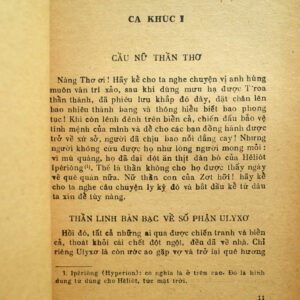 CA KHÚC I
CẦU NỮ THẦN THƠ
Nàng Thơ ơi! Hãy kể cho ta nghe chuyện vị anh hùng
muôn vàn trí xảo, sau khi dùng mưu hạ được T'roa
thần thánh, đã phiêu lưu khắp đó đây, đặt chân lên
bao nhiêu thành bang và thông hiểu biết bao phong
tục! Khi còn lênh đênh trên biển cả, chiến đấu bảo vệ
tính mệnh của mình và để cho các bạn đồng hành được
trở về xứ sở, người đã chịu bao nỗi đắng cay! Nhưng
người không cứu được họ như lòng người mong mỏi:
vì mù quáng, họ đã đại dột ăn thịt đàn bò của Hêliôt
Ipêriông⁽¹⁾. Thế là thần không cho họ được thấy ngày
về quê quán nữa. Nữ thần con của Zơt hỡi! hãy kể
cho ta nghe câu chuyện ly kỳ đó và bắt đầu kể từ đâu
ta xin để tùy nàng.
THẦN LINH BÀN BẠC VỀ SỐ PHẬN ULYXƠ
Hồi đó, tất cả những ai qua được chiến tranh và biển
cả, thoát khỏi cái chết đột ngột, đều đã về nhà. Chỉ
riêng Ulyxơ là còn ước ao gặp vợ và trở lại quê hương
1. Ipêriông (Hyperion): có nghĩa là ở trên cao. Đó là hình
dung từ dùng cho Hêliôt, tức mặt trời.
11